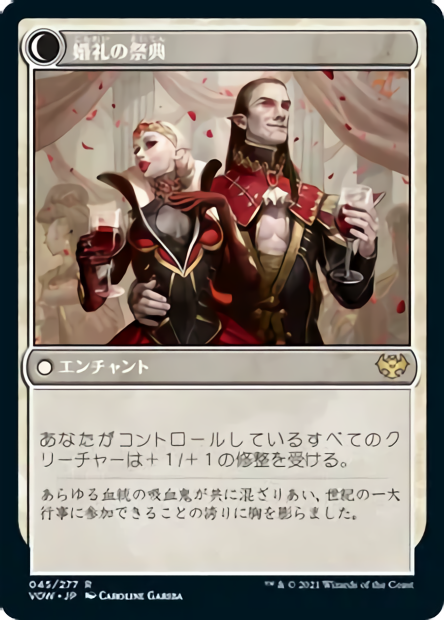 婚礼の祭典
エンチャント
あなたがコントロールしているすべてのク
リーチャーは+1/+1の修整を受ける。
あらゆる血統の吸血鬼が共に混ざりあい、世紀の一大
行事に参加できることの誇りに胸を膨らました。
045/277 R
VOW • JP CAROLINE GARIBA
™ & © 2021 Wizards of the Coast